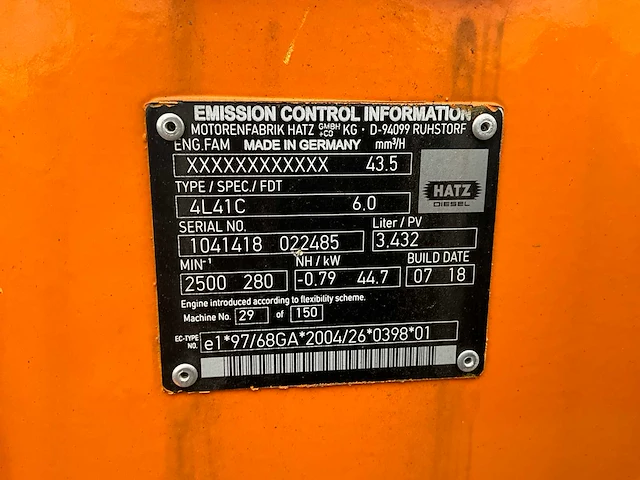 EMISSION CONTROL INFORMATION
MOTORENFABRIK HATZ GMBH +CO KG · D-94099 RUHSTORF
ENG.FAM MADE IN GERMANY mm³/H
XXXXXXXXXXXX 43.5
TYPE / SPEC./ FDT
HATZ
DIESEL
4L41C 6.0
SERIAL NO. Liter / PV
1041418 022485 3.432
MIN⁻¹ NH / kW BUILD DATE
2500 280 -0.79 44.7 07 18
Engine introduced according to flexibility scheme.
Machine No. 29 of 150
EC-TYPE NO. e1*97/68GA*2004/26*0398*01